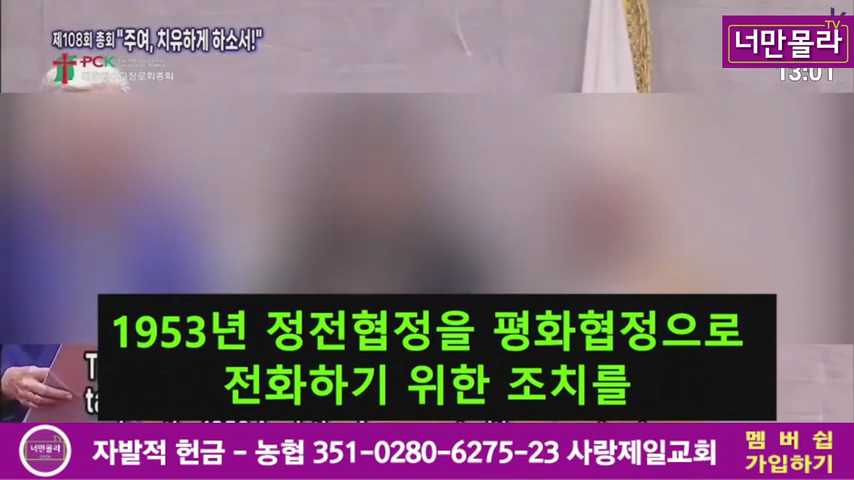 제108회 총회 "주여, 치유하게 하소서!"
PCK
너만몰라
TV
13:01
1953년 정전협정을 평화협정으로
전화하기 위한 조치를
너만몰라
자발적 헌금 - 농협 351-0280-6275-23 사랑제일교회
멤 버 쉽
가입하기